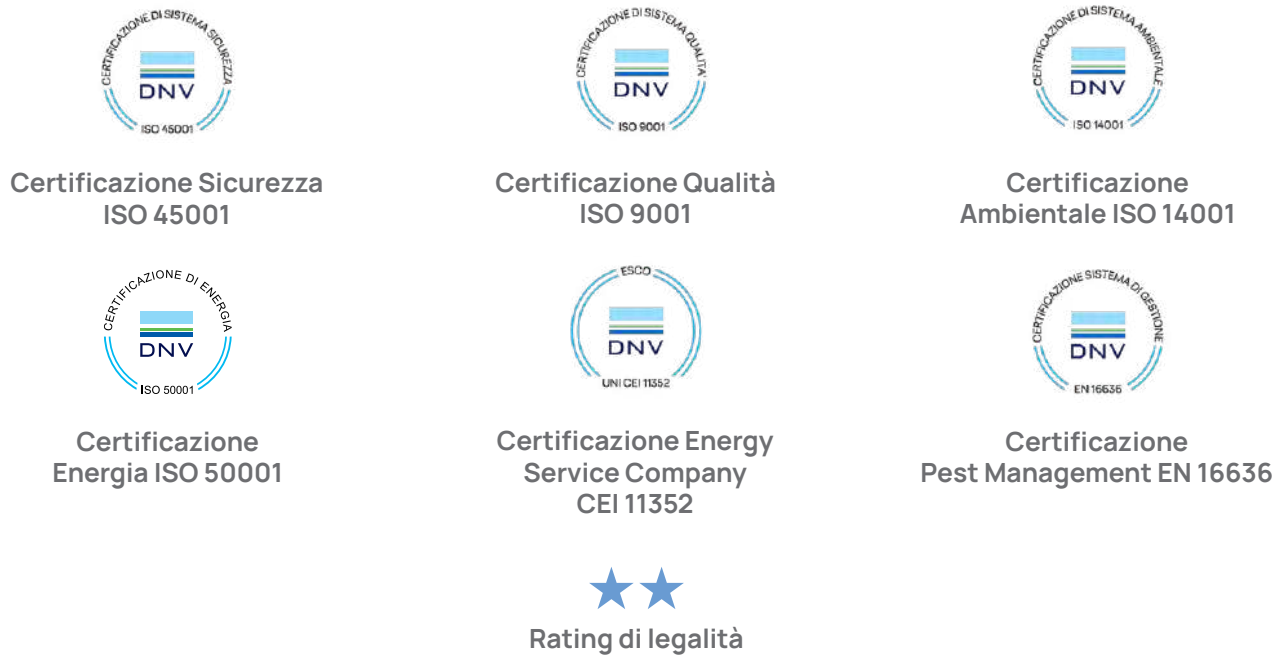 CERTIFICAZIONE DI SISTEMA SICUREZZA
DNV
ISO 45001
Certificazione Sicurezza
ISO 45001
CERTIFICAZIONE DI SISTEMA QUALITA'
DNV
ISO 9001
Certificazione Qualità
ISO 9001
CERTIFICAZIONE DI SISTEMA AMBIENTALE
DNV
ISO 14001
Certificazione
Ambientale ISO 14001
CERTIFICAZIONE DI ENERGIA
DNV
ISO 50001
Certificazione
Energia ISO 50001
ESCO
DNV
UNI CEI 11352
Certificazione Energy
Service Company
CEI 11352
CERTIFICAZIONE SISTEMA DI GESTIONE
DNV
EN 16636
Certificazione
Pest Management EN 16636
Rating di legalità